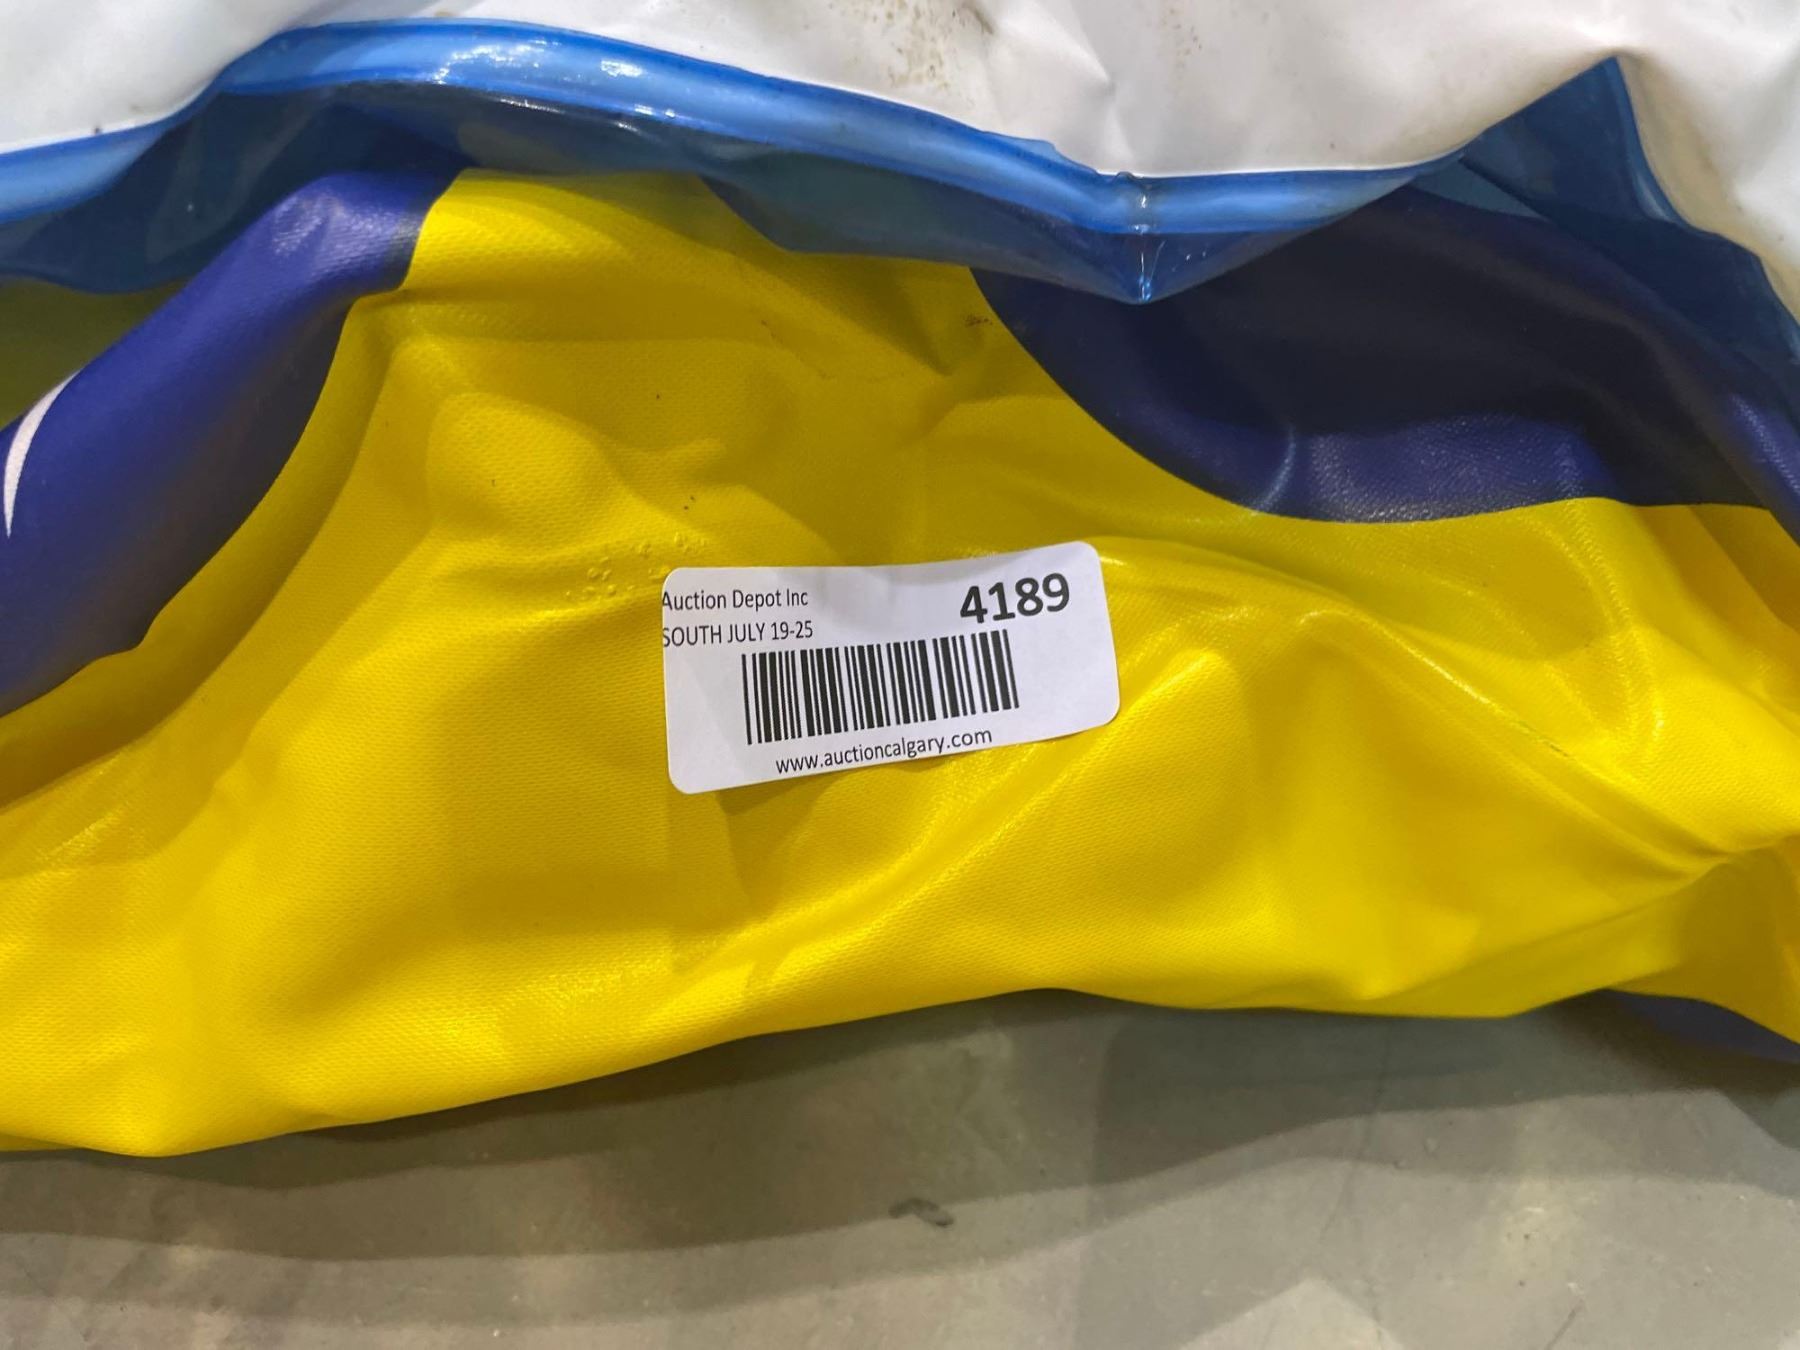 Auction Depot Inc
4189
SOUTH JULY 19-25
www.auctioncalgary.com